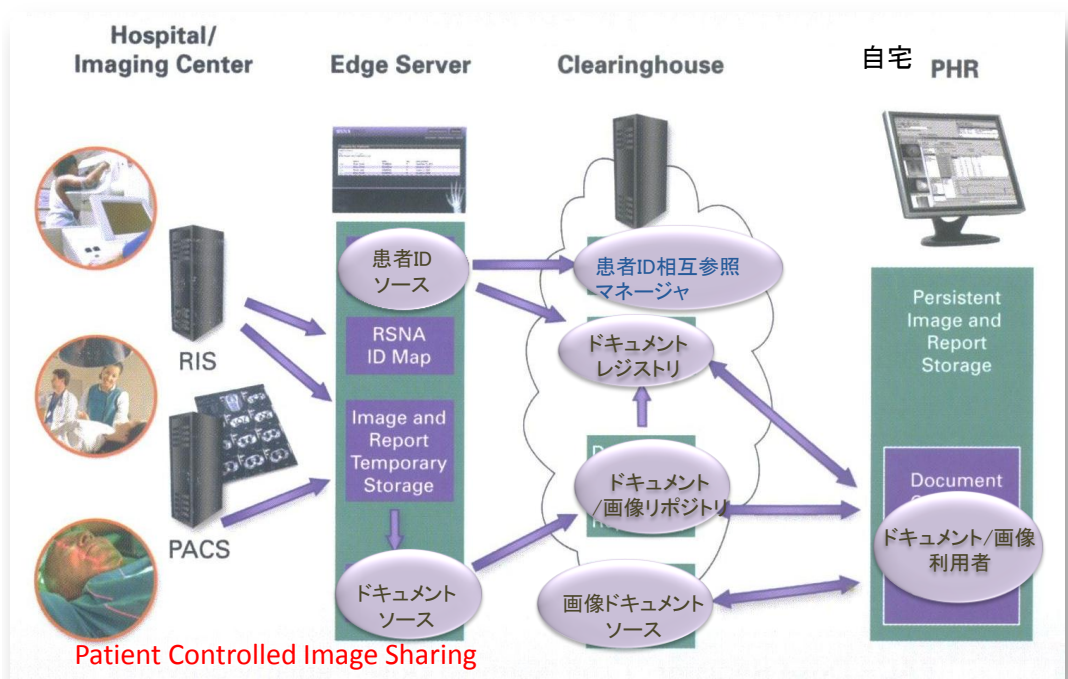 Hospital/
Imaging Center
Edge Server
Clearinghouse
自宅
PHR
患者ID
ソース
患者ID相互参照
マネージャ
RSNA
ID Map
ドキュメント
レジストリ
Persistent
Image and
Report
Storage
RIS
Image and
Report
Temporary
Storage
ドキュメント
/画像リポジトリ
Document
ドキュメント/画像
利用者
PACS
ドキュメント
ソース
画像ドキュメント
ソース
Patient Controlled Image Sharing